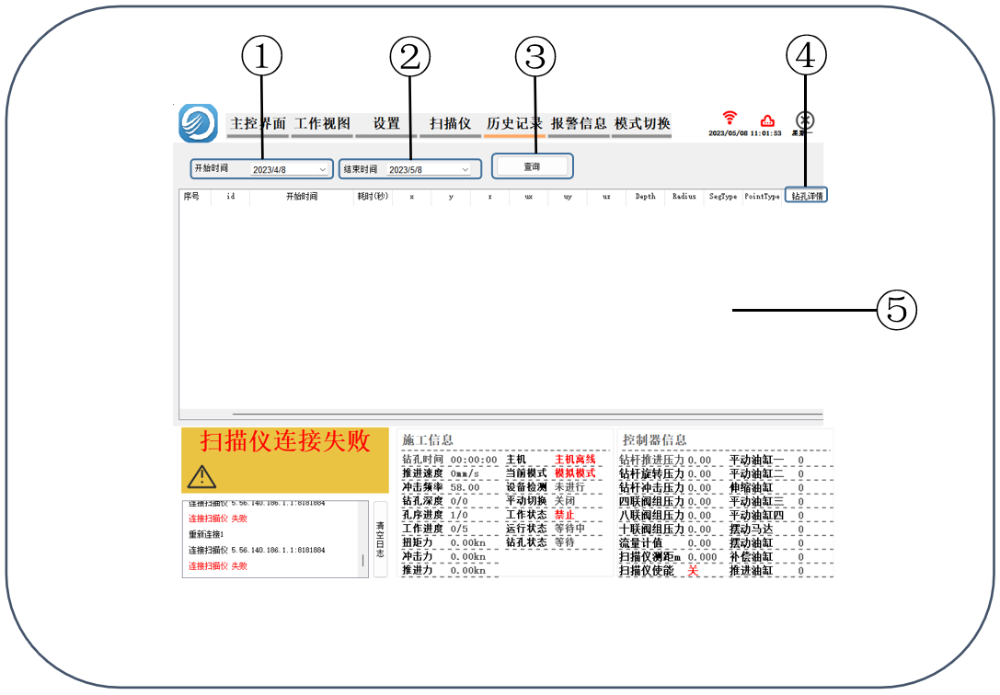 ① ② ③ ④
主控界面 工作视图 设置 扫描仪 历史记录 报警信息 模式切换
2023/05/08 11:01:53
开始时间 2023/4/8 结束时间 2023/5/8 查询
序号 id 开始时间 耗时(秒) x y z ux uy uz Depth Radius SegType PointType 钻孔详情
⑤
扫描仪连接失败
连接扫描仪 5.56.140.186.1.1:8181884
连接扫描仪 失败
重新连接1
连接扫描仪 5.56.140.186.1.1:8181884
连接扫描仪 失败
清空日志
施工信息
钻孔时间 00:00:00 主机 主机离线
推进速度 0mm/s 当前模式 模拟模式
冲击频率 58.00 设备检测 未进行
钻孔深度 0/0 平动切换 关闭
孔序进度 1/0 工作状态 禁止
工作进度 0/5 运行状态 等待中
扭矩力 0.00kn 钻孔状态 等待
冲击力 0.00kn
推进力 0.00kn
控制器信息
钻杆推进压力 0.00 平动油缸一 0
钻杆旋转压力 0.00 平动油缸二 0
钻杆冲击压力 0.00 伸缩油缸 0
四联阀组压力 0.00 平动油缸三 0
八联阀组压力 0.00 平动油缸四 0
十联阀组压力 0.00 摆动马达 0
流量计值 0.00 摆动油缸 0
扫描仪测距m 0.000 补偿油缸 0
扫描仪使能 关 推进油缸 0